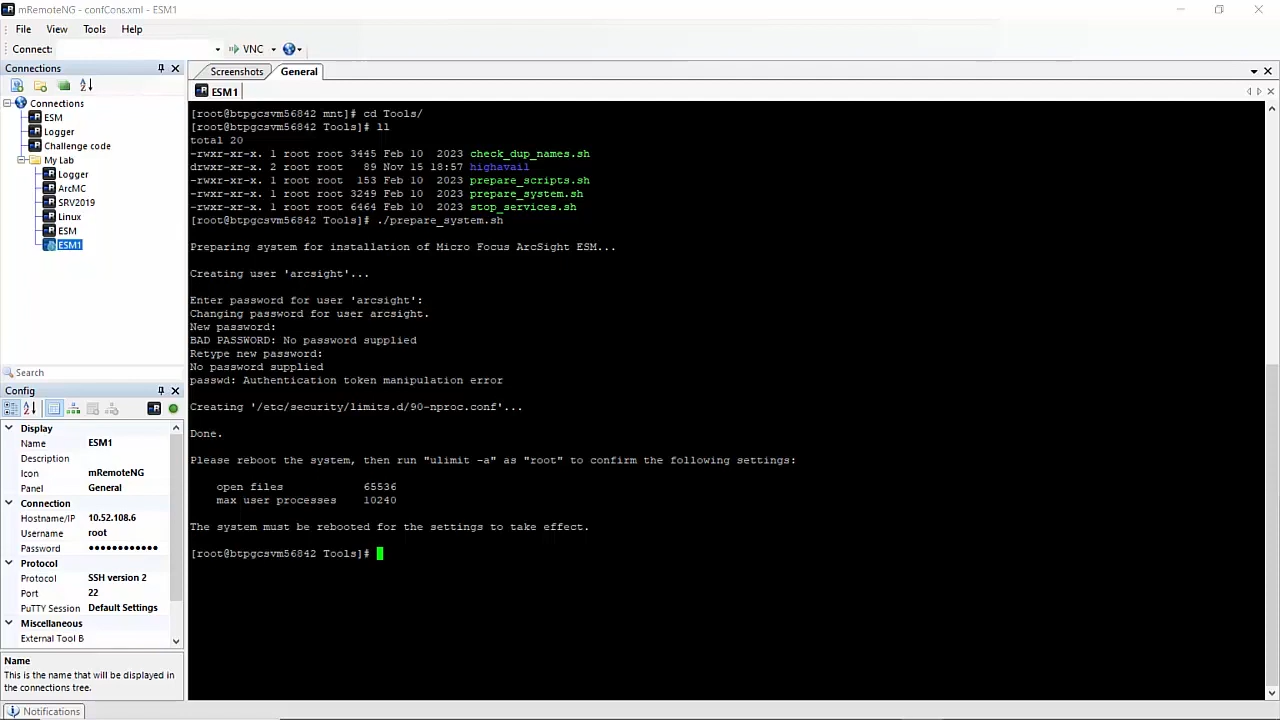 mRemoteNG - confCons.xml - ESM1
File View Tools Help
Connect: VNC
Connections
Connections
ESM
Logger
Challenge code
My Lab
Logger
ArcMC
SRV2019
Linux
ESM
ESM1
Search
Config
Display
Name ESM1
Description
Icon mRemoteNG
Panel General
Connection
Hostname/IP 10.52.108.6
Username root
Password ••••••••••••
Protocol
Protocol SSH version 2
Port 22
PuTTY Session Default Settings
Miscellaneous
External Tool B
Name
This is the name that will be displayed in
the connections tree.
Notifications
Screenshots General
ESM1
[root@btpgcsvm56842 mnt]# cd Tools/
[root@btpgcsvm56842 Tools]# ll
total 20
-rwxr-xr-x. 1 root root 3445 Feb 10 2023 check_dup_names.sh
drwxr-xr-x. 2 root root 89 Nov 15 18:57 highavail
-rwxr-xr-x. 1 root root 153 Feb 10 2023 prepare_scripts.sh
-rwxr-xr-x. 1 root root 3249 Feb 10 2023 prepare_system.sh
-rwxr-xr-x. 1 root root 6464 Feb 10 2023 stop_services.sh
[root@btpgcsvm56842 Tools]# ./prepare_system.sh
Preparing system for installation of Micro Focus ArcSight ESM...
Creating user 'arcsight'...
Enter password for user 'arcsight':
Changing password for user arcsight.
New password:
BAD PASSWORD: No password supplied
Retype new password:
No password supplied
passwd: Authentication token manipulation error
Creating '/etc/security/limits.d/90-nproc.conf'...
Done.
Please reboot the system, then run "ulimit -a" as "root" to confirm the following settings:
open files 65536
max user processes 10240
The system must be rebooted for the settings to take effect.
[root@btpgcsvm56842 Tools]#